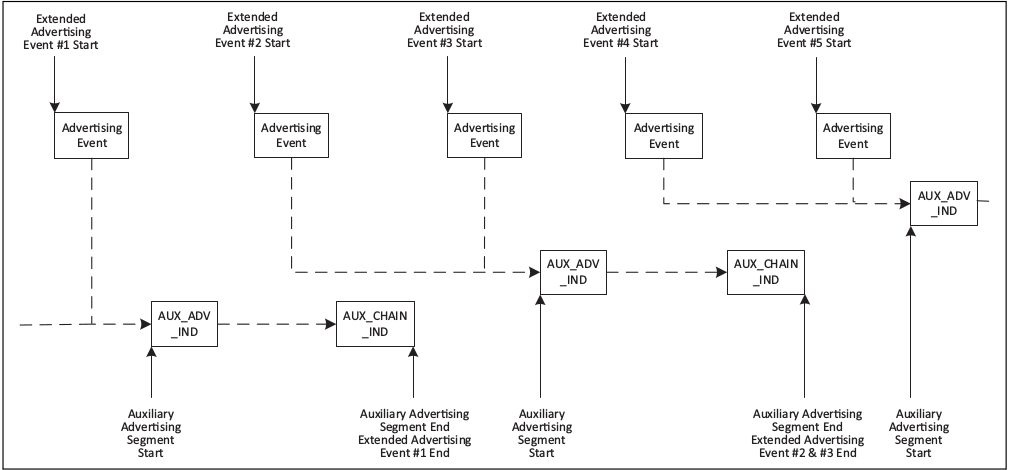 Extended
Advertising
Event #1 Start
Extended
Advertising
Event #2 Start
Extended
Advertising
Event #3 Start
Extended
Advertising
Event #4 Start
Extended
Advertising
Event #5 Start
Advertising
Event
Advertising
Event
Advertising
Event
Advertising
Event
Advertising
Event
AUX_ADV
_IND
AUX_ADV
_IND
AUX_CHAIN
_IND
AUX_ADV
_IND
AUX_CHAIN
_IND
Auxiliary
Advertising
Segment
Start
Auxiliary Advertising
Segment End
Extended Advertising
Event #1 End
Auxiliary
Advertising
Segment
Start
Auxiliary Advertising
Segment End
Extended Advertising
Event #2 & #3 End
Auxiliary
Advertising
Segment
Start